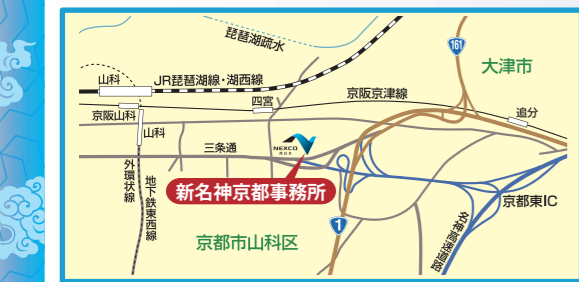 琵琶湖疏水
161
大津市
山科
JR琵琶湖線・湖西線
四宮
京阪京津線
追分
京阪山科
山科
三条通
NEXCO
西日本
新名神京都事務所
外環状線
地下鉄東西線
京都東IC
1
京都市山科区
名神高速道路